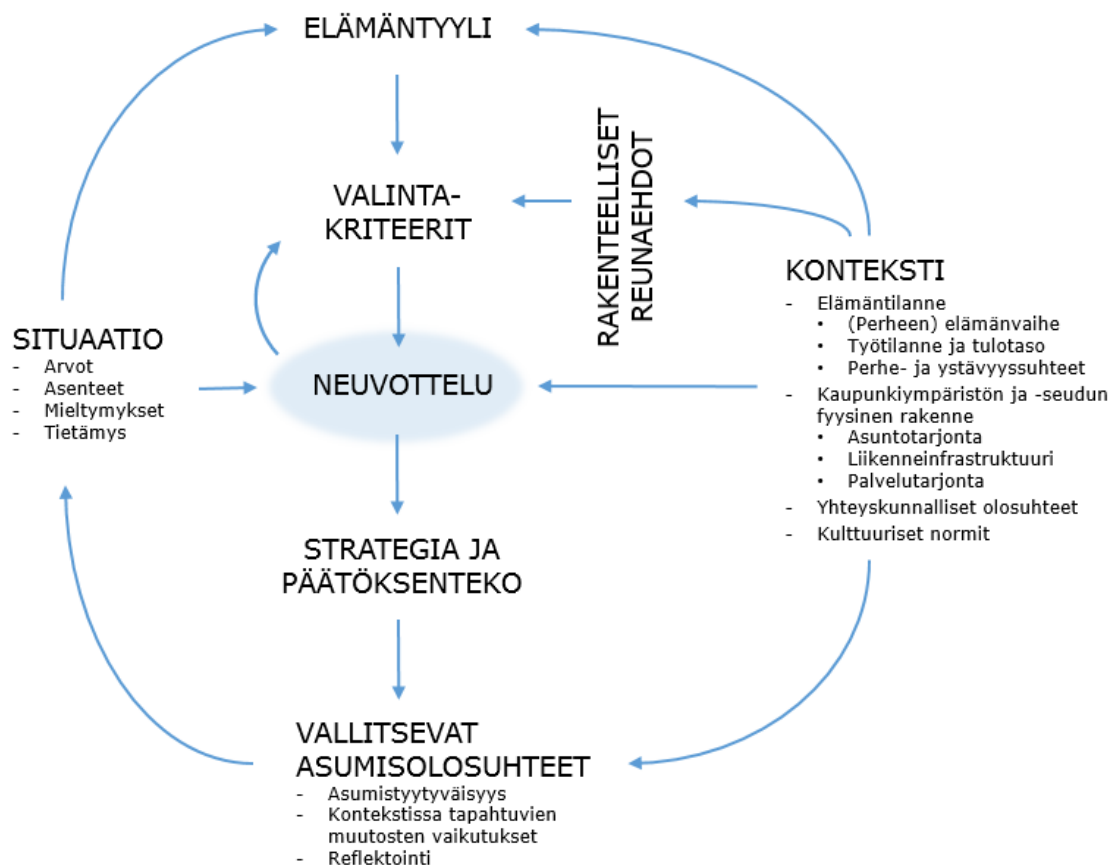 ELÄMÄNTYYLI
VALINTA-
KRITEERIT
RAKENTEELLISET
REUNAEHDOT
KONTEKSTI
- Elämäntilanne
• (Perheen) elämänvaihe
• Työtilanne ja tulotaso
• Perhe- ja ystävyyssuhteet
- Kaupunkiympäristön ja -seudun
fyysinen rakenne
• Asuntotarjonta
• Liikenneinfrastruktuuri
• Palvelutarjonta
- Yhteyskunnalliset olosuhteet
- Kulttuuriset normit
SITUAATIO
- Arvot
- Asenteet
- Mieltymykset
- Tietämys
NEUVOTTELU
STRATEGIA JA
PÄÄTÖKSENTEKO
VALLITSEVAT
ASUMISOLOSUHTEET
- Asumistyytyväisyys
- Kontekstissa tapahtuvien
muutosten vaikutukset
- Reflektointi